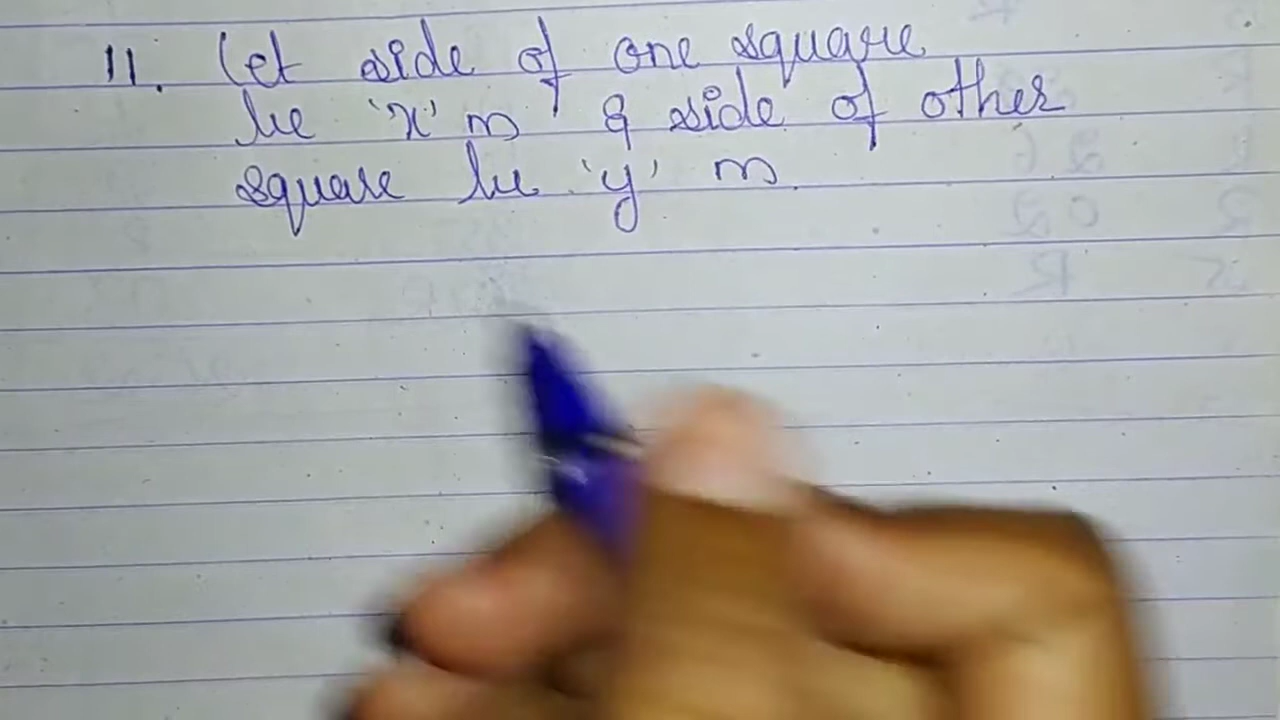 11. Let side of one square
be 'x' m & side of other
square be 'y' m.